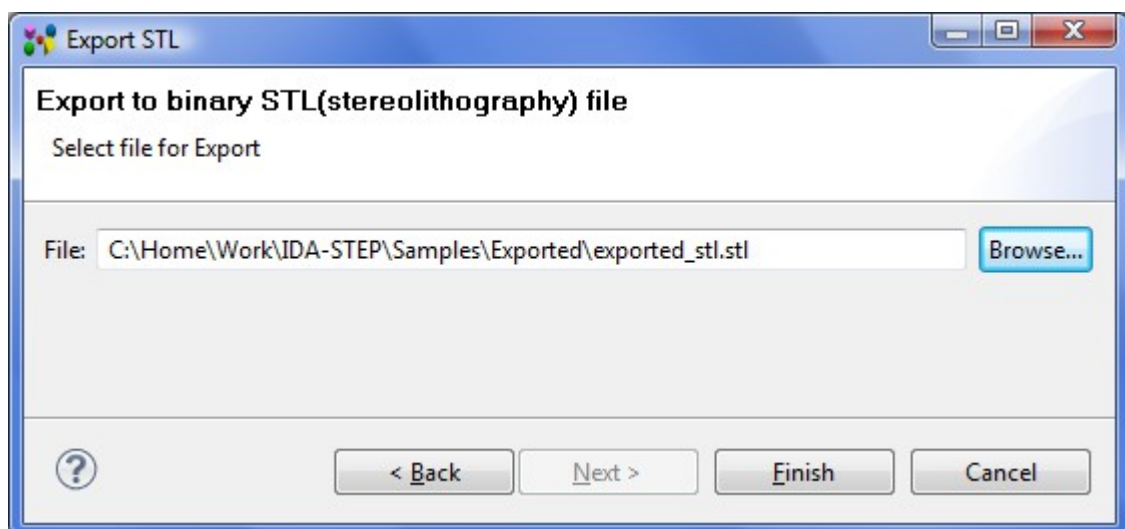 Export STL
Export to binary STL(stereolithography) file
Select file for Export
File: C:\Home\Work\IDA-STEP\Samples\Exported\exported_stl.stl Browse...
? < Back Next > Finish Cancel